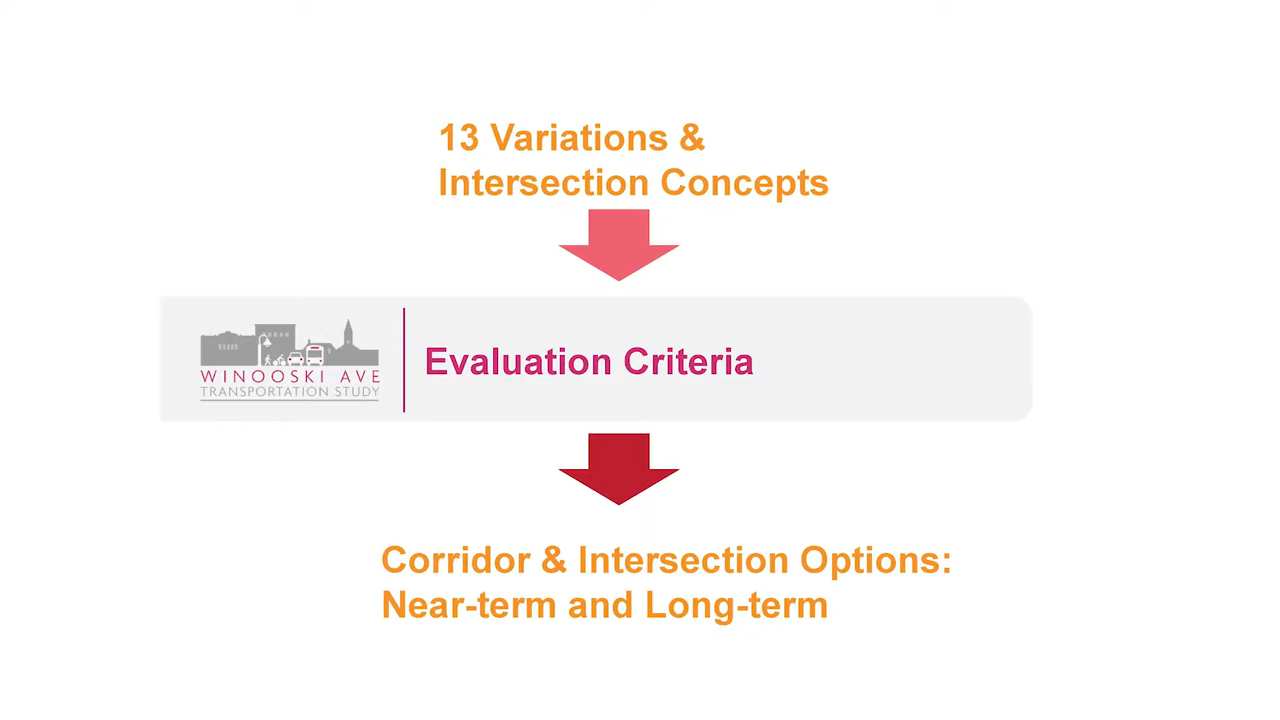 13 Variations &
Intersection Concepts
WINOOSKI AVE
TRANSPORTATION STUDY
Evaluation Criteria
Corridor & Intersection Options:
Near-term and Long-term